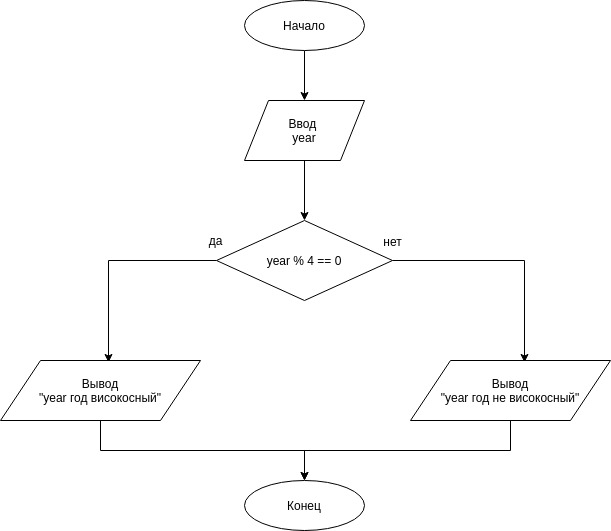 Начало
Ввод
year
да
нет
year % 4 == 0
Вывод
"year год високосный"
Вывод
"year год не високосный"
Конец